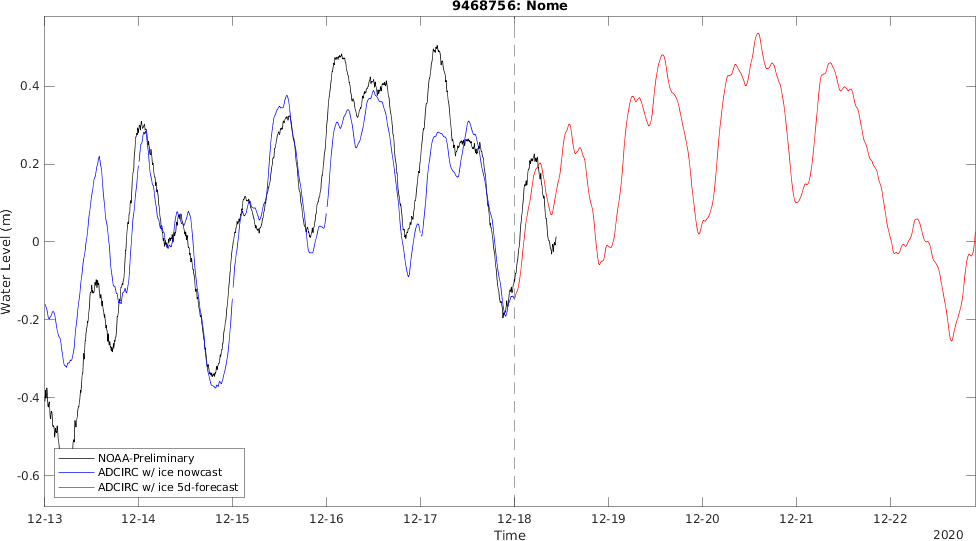 9468756: Nome
Water Level (m)
0.4
0.2
0
-0.2
-0.4
-0.6
NOAA-Preliminary
ADCIRC w/ ice nowcast
ADCIRC w/ ice 5d-forecast
12-13 12-14 12-15 12-16 12-17 12-18 12-19 12-20 12-21 12-22
Time
2020